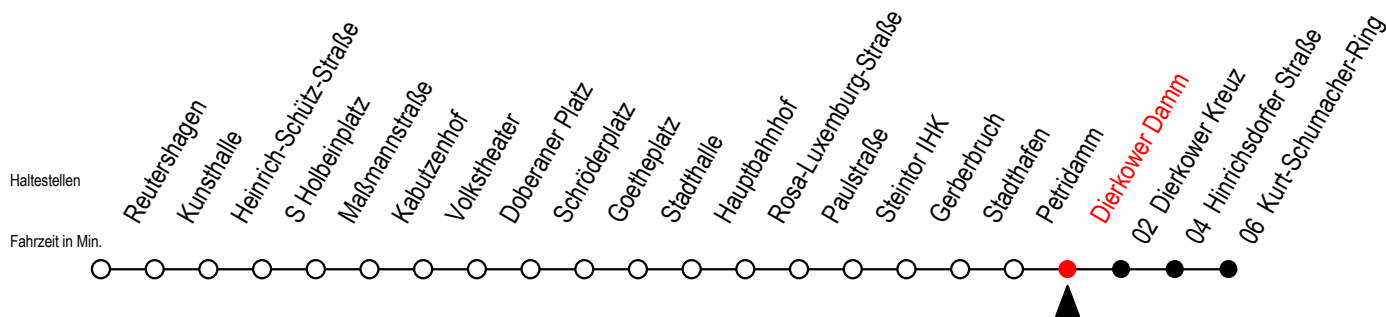 Haltestellen
Reutershagen
Kunsthalle
Heinrich-Schütz-Straße
S Holbeinplatz
Maßmannstraße
Kabutzenhof
Volkstheater
Doberaner Platz
Schröderplatz
Goetheplatz
Stadthalle
Hauptbahnhof
Rosa-Luxemburg-Straße
Paulstraße
Steintor IHK
Gerberbruch
Stadthafen
Petridamm
Dierkower Damm
02 Dierkower Kreuz
04 Hinrichsdorfer Straße
06 Kurt-Schumacher-Ring
Fahrzeit in Min.